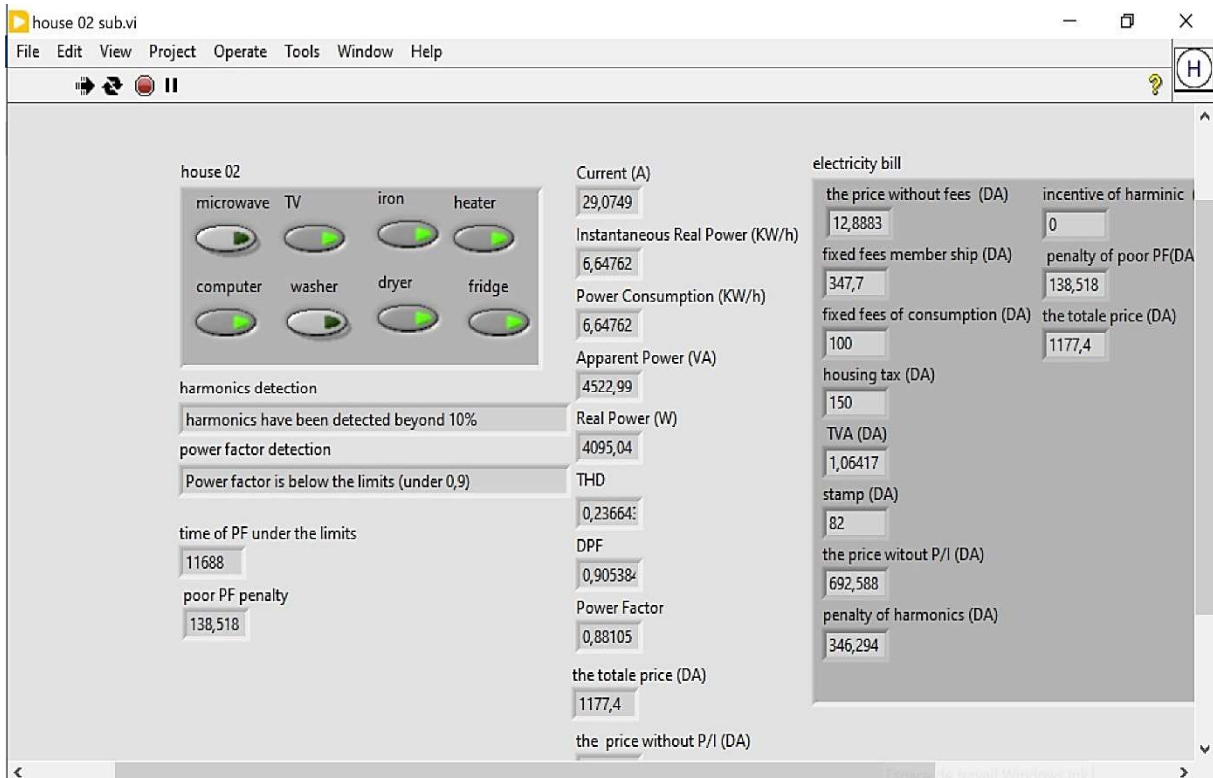 house 02 sub.vi
File Edit View Project Operate Tools Window Help
H
house 02
microwave TV iron heater
computer washer dryer fridge
harmonics detection
harmonics have been detected beyond 10%
power factor detection
Power factor is below the limits (under 0,9)
time of PF under the limits
11688
poor PF penalty
138,518
Current (A)
29,0749
Instantaneous Real Power (KW/h)
6,64762
Power Consumption (KW/h)
6,64762
Apparent Power (VA)
4522,99
Real Power (W)
4095,04
THD
0,23664
DPF
0,90538
Power Factor
0,88105
the totale price (DA)
1177,4
the price without P/I (DA)
electricity bill
the price without fees (DA)
12,8883
fixed fees member ship (DA)
347,7
fixed fees of consumption (DA)
100
housing tax (DA)
150
TVA (DA)
1,06417
stamp (DA)
82
the price witout P/I (DA)
692,588
penalty of harmonics (DA)
346,294
incentive of harminic (
0
penalty of poor PF(DA
138,518
the totale price (DA)
1177,4